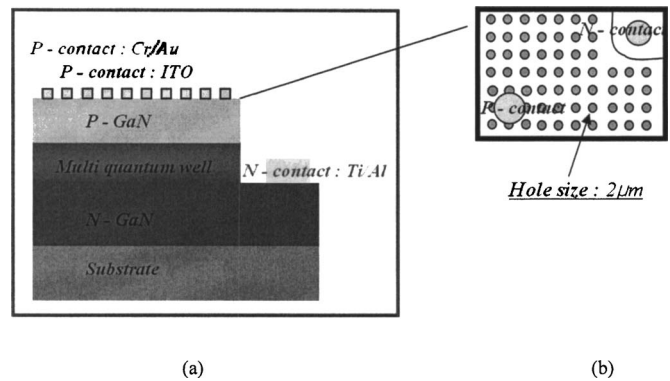 P - contact : Cr/Au
P - contact : ITO
P - GaN
Multi quantum well
N - contact : Ti/Al
N - GaN
Substrate
(a)
N - contact
P - contact
Hole size : 2μm
(b)